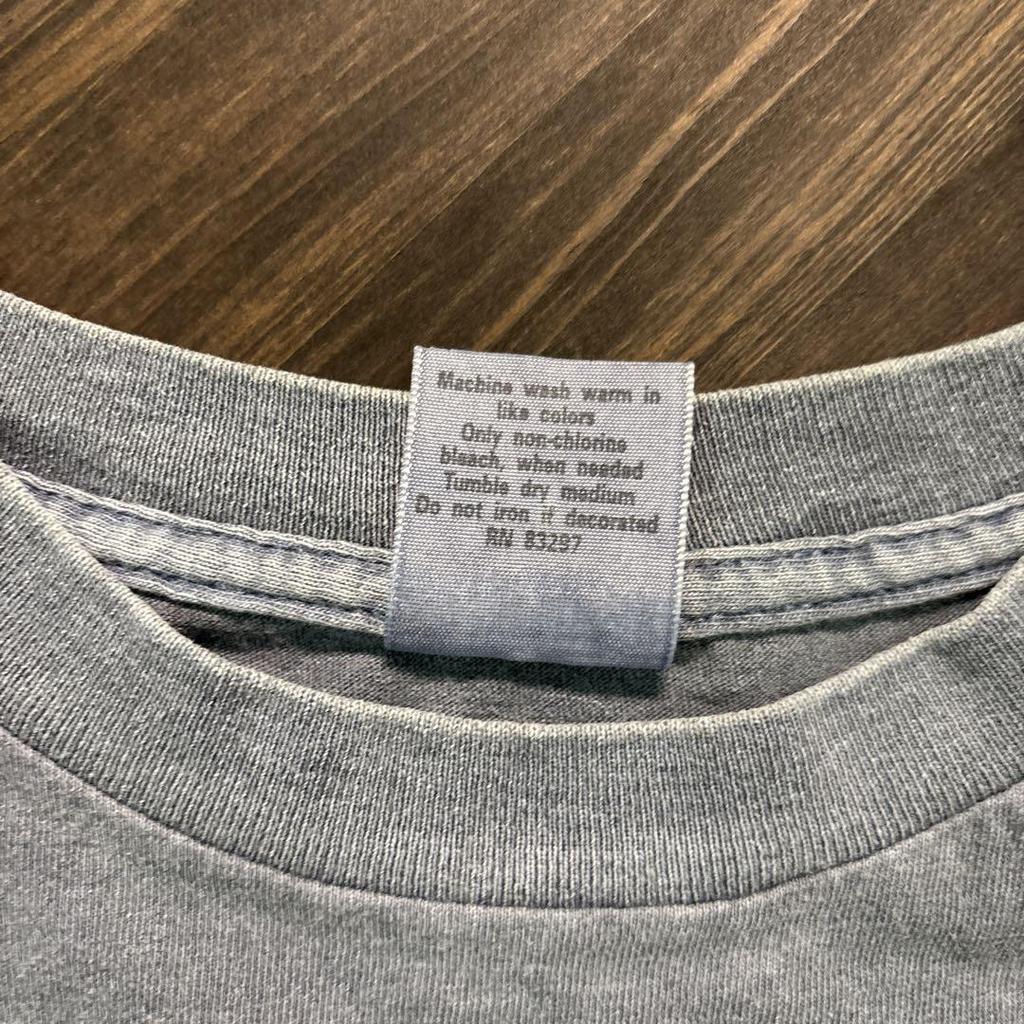 Machine wash warm in
like colors
Only non-chlorine
bleach, when needed
Tumble dry medium
Do not iron if decorated
RN 83297